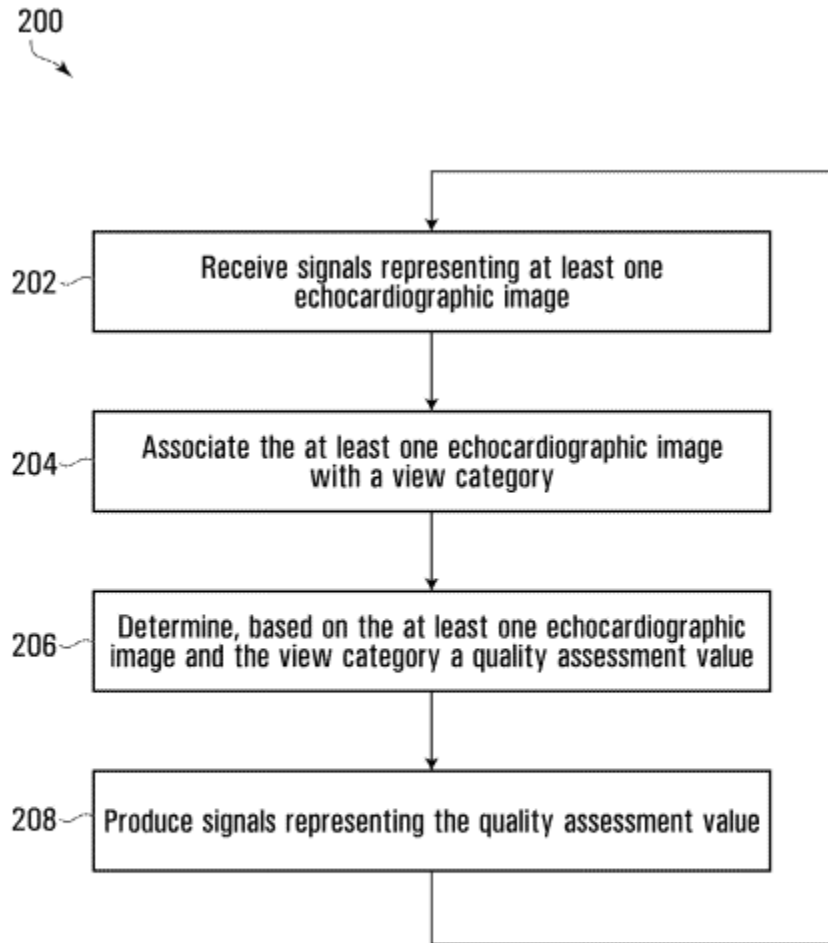 200
202
Receive signals representing at least one
echocardiographic image
204
Associate the at least one echocardiographic image
with a view category
206
Determine, based on the at least one echocardiographic
image and the view category a quality assessment value
208
Produce signals representing the quality assessment value